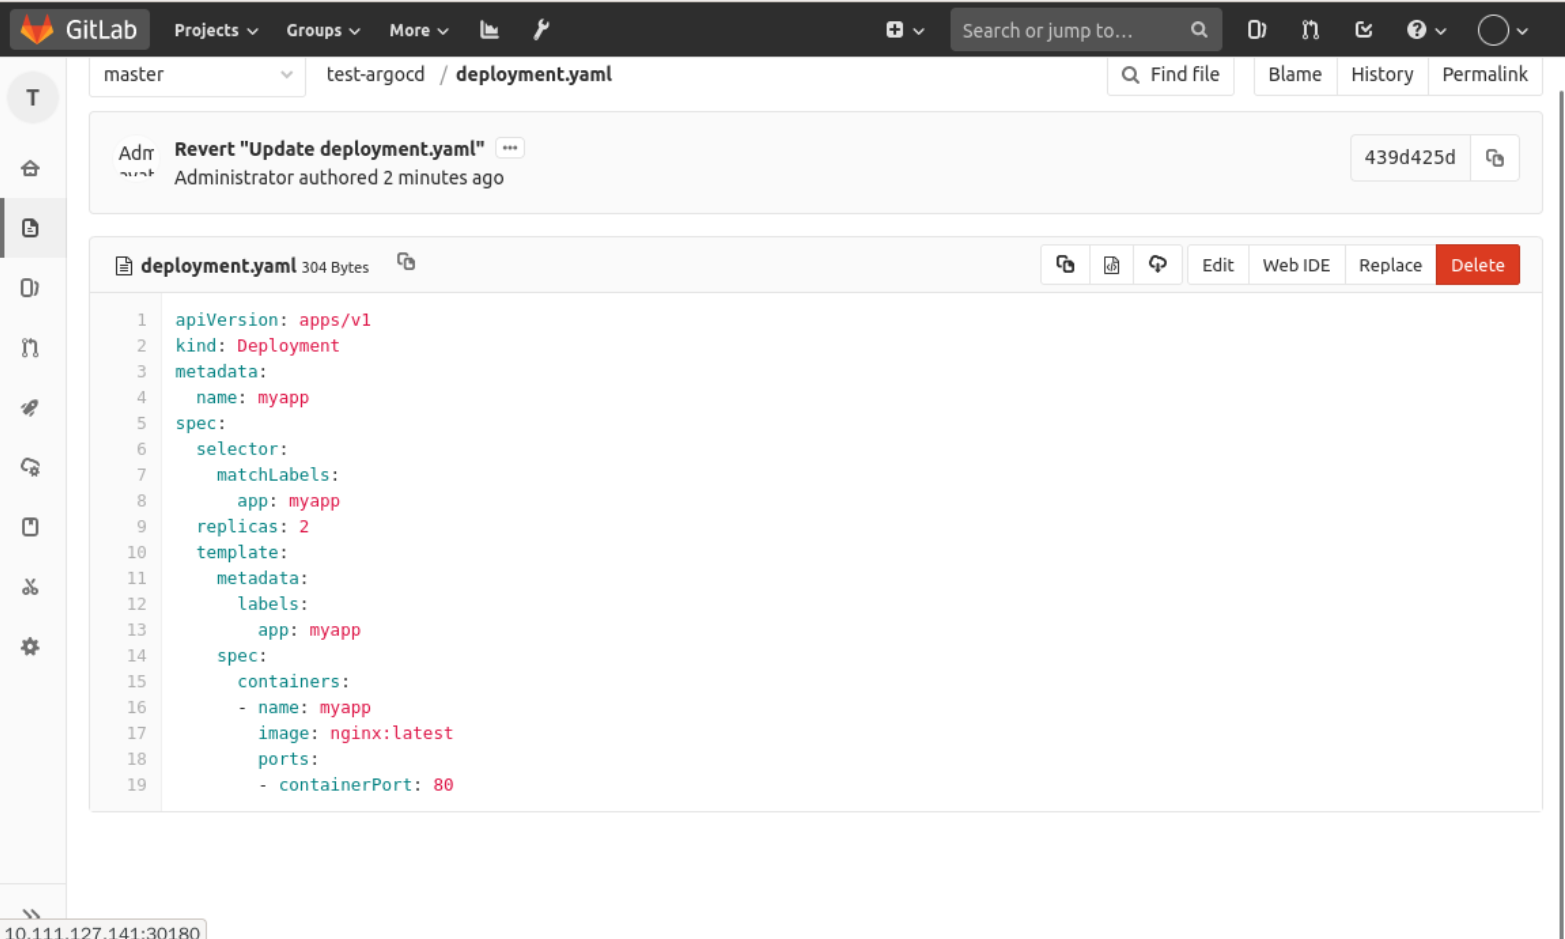 GitLab Projects Groups More Search or jump to...
master test-argocd / deployment.yaml Find file Blame History Permalink
T
Revert "Update deployment.yaml" 439d425d
Administrator authored 2 minutes ago
deployment.yaml 304 Bytes Edit Web IDE Replace Delete
1 apiVersion: apps/v1
2 kind: Deployment
3 metadata:
4   name: myapp
5 spec:
6   selector:
7     matchLabels:
8       app: myapp
9   replicas: 2
10   template:
11     metadata:
12       labels:
13         app: myapp
14     spec:
15       containers:
16       - name: myapp
17         image: nginx:latest
18         ports:
19         - containerPort: 80
10.111.127.141:30180